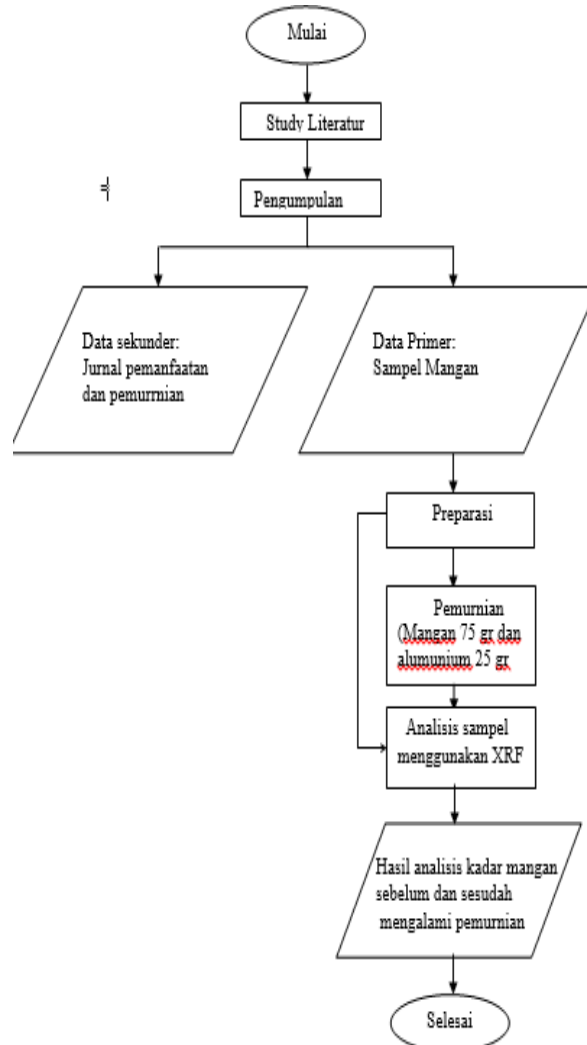 Mulai
Study Literatur
Pengumpulan
Data sekunder:
Jurnal pemanfaatan
dan pemurrnian
Data Primer:
Sampel Mangan
Preparasi
Pemurnian
(Mangan 75 gr dan
alumunium 25 gr
Analisis sampel
menggunakan XRF
Hasil analisis kadar mangan
sebelum dan sesudah
mengalami pemurnian
Selesai